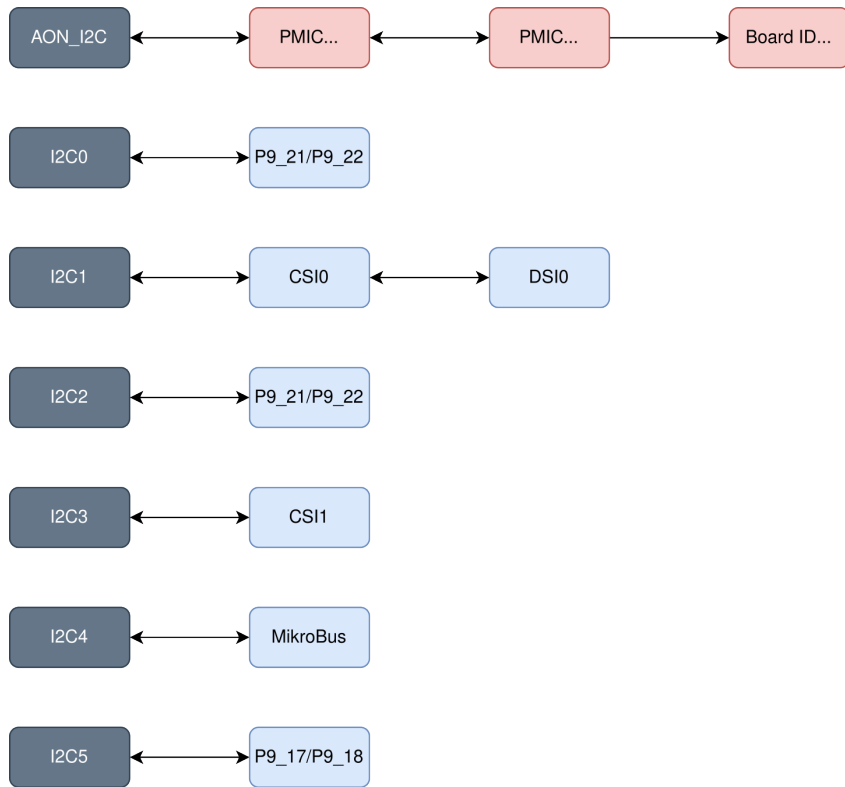 AON_I2C PMIC... PMIC... Board ID...
I2C0 P9_21/P9_22
I2C1 CSI0 DSI0
I2C2 P9_21/P9_22
I2C3 CSI1
I2C4 MikroBus
I2C5 P9_17/P9_18